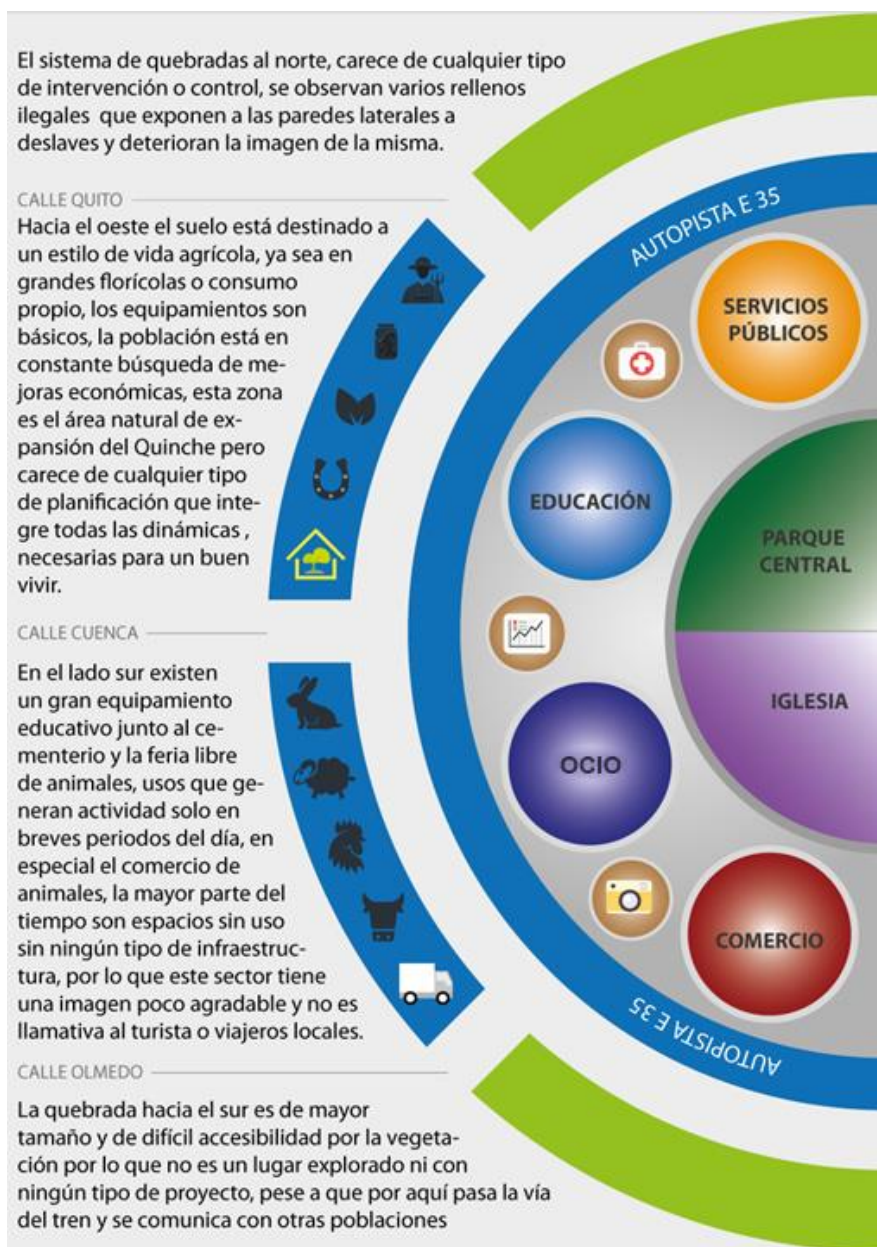 El sistema de quebradas al norte, carece de cualquier tipo
de intervención o control, se observan varios rellenos
ilegales que exponen a las paredes laterales a
deslaves y deterioran la imagen de la misma.
CALLE QUITO
Hacia el oeste el suelo está destinado a
un estilo de vida agrícola, ya sea en
grandes florícolas o consumo
propio, los equipamientos son
básicos, la población está en
constante búsqueda de me-
joras económicas, esta zona
es el área natural de ex-
pansión del Quinche pero
carece de cualquier tipo
de planificación que inte-
gre todas las dinámicas ,
necesarias para un buen
vivir.
CALLE CUENCA
En el lado sur existen
un gran equipamiento
educativo junto al ce-
menterio y la feria libre
de animales, usos que ge-
neran actividad solo en
breves periodos del día, en
especial el comercio de
animales, la mayor parte del
tiempo son espacios sin uso
sin ningún tipo de infraestruc-
tura, por lo que este sector tiene
una imagen poco agradable y no es
llamativa al turista o viajeros locales.
CALLE OLMEDO
La quebrada hacia el sur es de mayor
tamaño y de difícil accesibilidad por la vegeta-
ción por lo que no es un lugar explorado ni con
ningún tipo de proyecto, pese a que por aquí pasa la vía
del tren y se comunica con otras poblaciones
AUTOPISTA E 35
SERVICIOS
PÚBLICOS
EDUCACIÓN
PARQUE
CENTRAL
IGLESIA
OCIO
COMERCIO
AUTOPISTA E 35